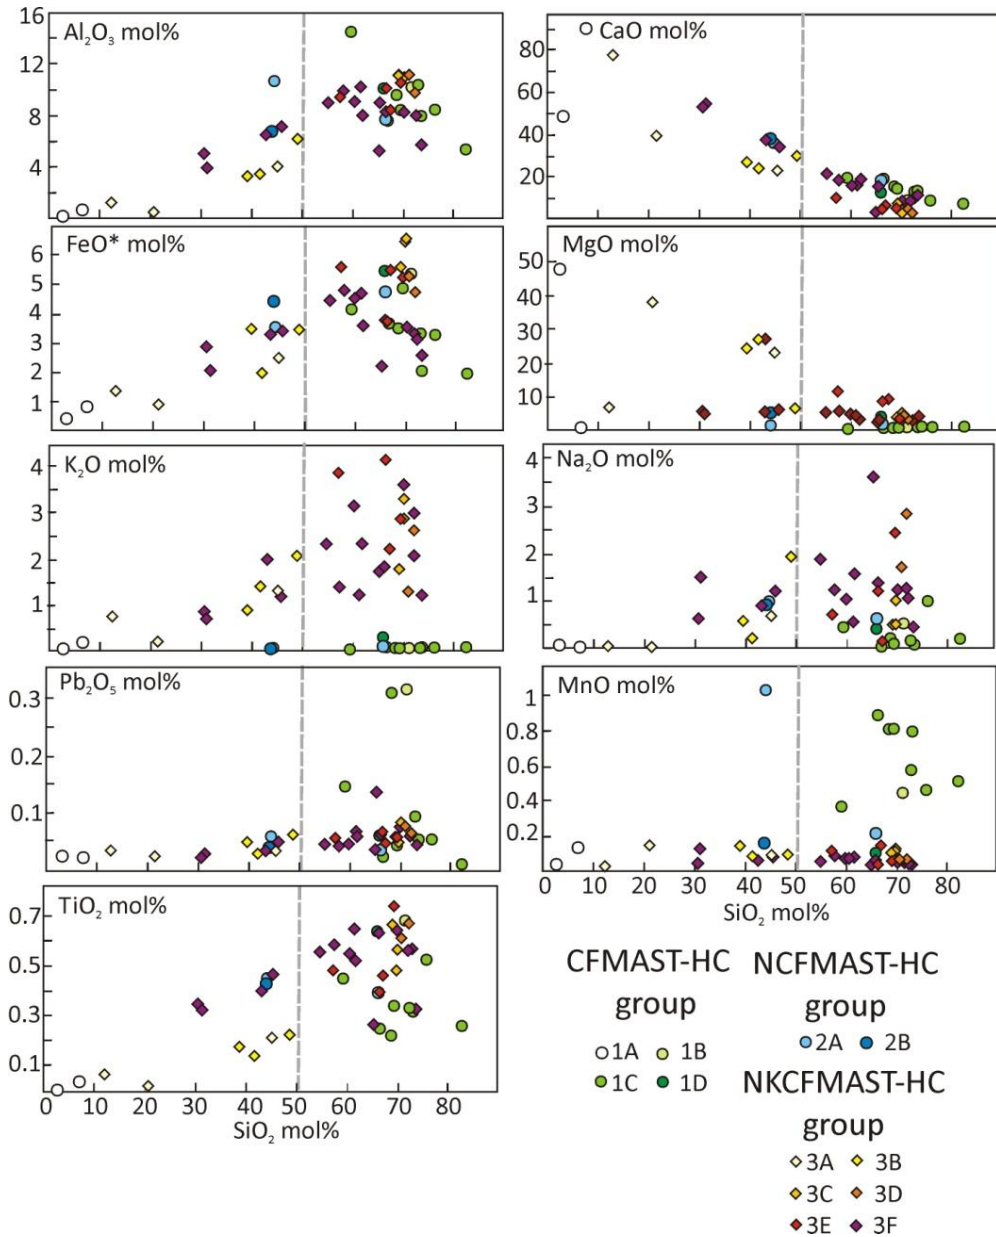 Al₂O₃ mol%
16
12
8
4
CaO mol%
80
60
40
20
FeO* mol%
6
5
4
3
2
1
MgO mol%
50
30
20
10
K₂O mol%
4
3
2
1
Na₂O mol%
4
3
2
1
Pb₂O₅ mol%
0.3
0.2
0.1
MnO mol%
1
0.8
0.6
0.4
0.2
0 10 20 30 40 50 60 70 80
SiO₂ mol%
TiO₂ mol%
0.7
0.5
0.3
0.1
0 10 20 30 40 50 60 70 80
SiO₂ mol%
CFMAST-HC
group
1A 1B
1C 1D
NCFMAST-HC
group
2A 2B
NKCFMAST-HC
group
3A 3B
3C 3D
3E 3F